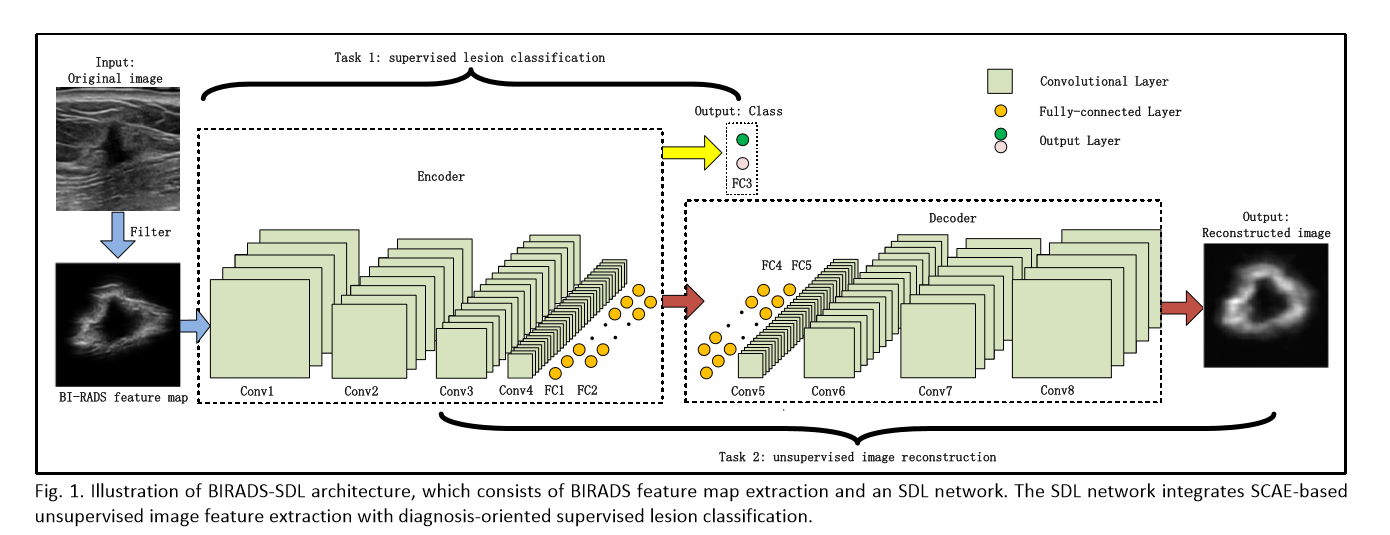 Task 1: supervised lesion classification
Input:
Original image
Convolutional Layer
Output: Class
Fully-connected Layer
Output Layer
Encoder
FC3
Decoder
Output:
Reconstructed image
Filter
FC4 FC5
BI-RADS feature map
Conv1 Conv2 Conv3 Conv4 FC1 FC2
Conv5 Conv6 Conv7 Conv8
Task 2: unsupervised image reconstruction
Fig. 1. Illustration of BIRADS-SDL architecture, which consists of BIRADS feature map extraction and an SDL network. The SDL network integrates SCAE-based
unsupervised image feature extraction with diagnosis-oriented supervised lesion classification.